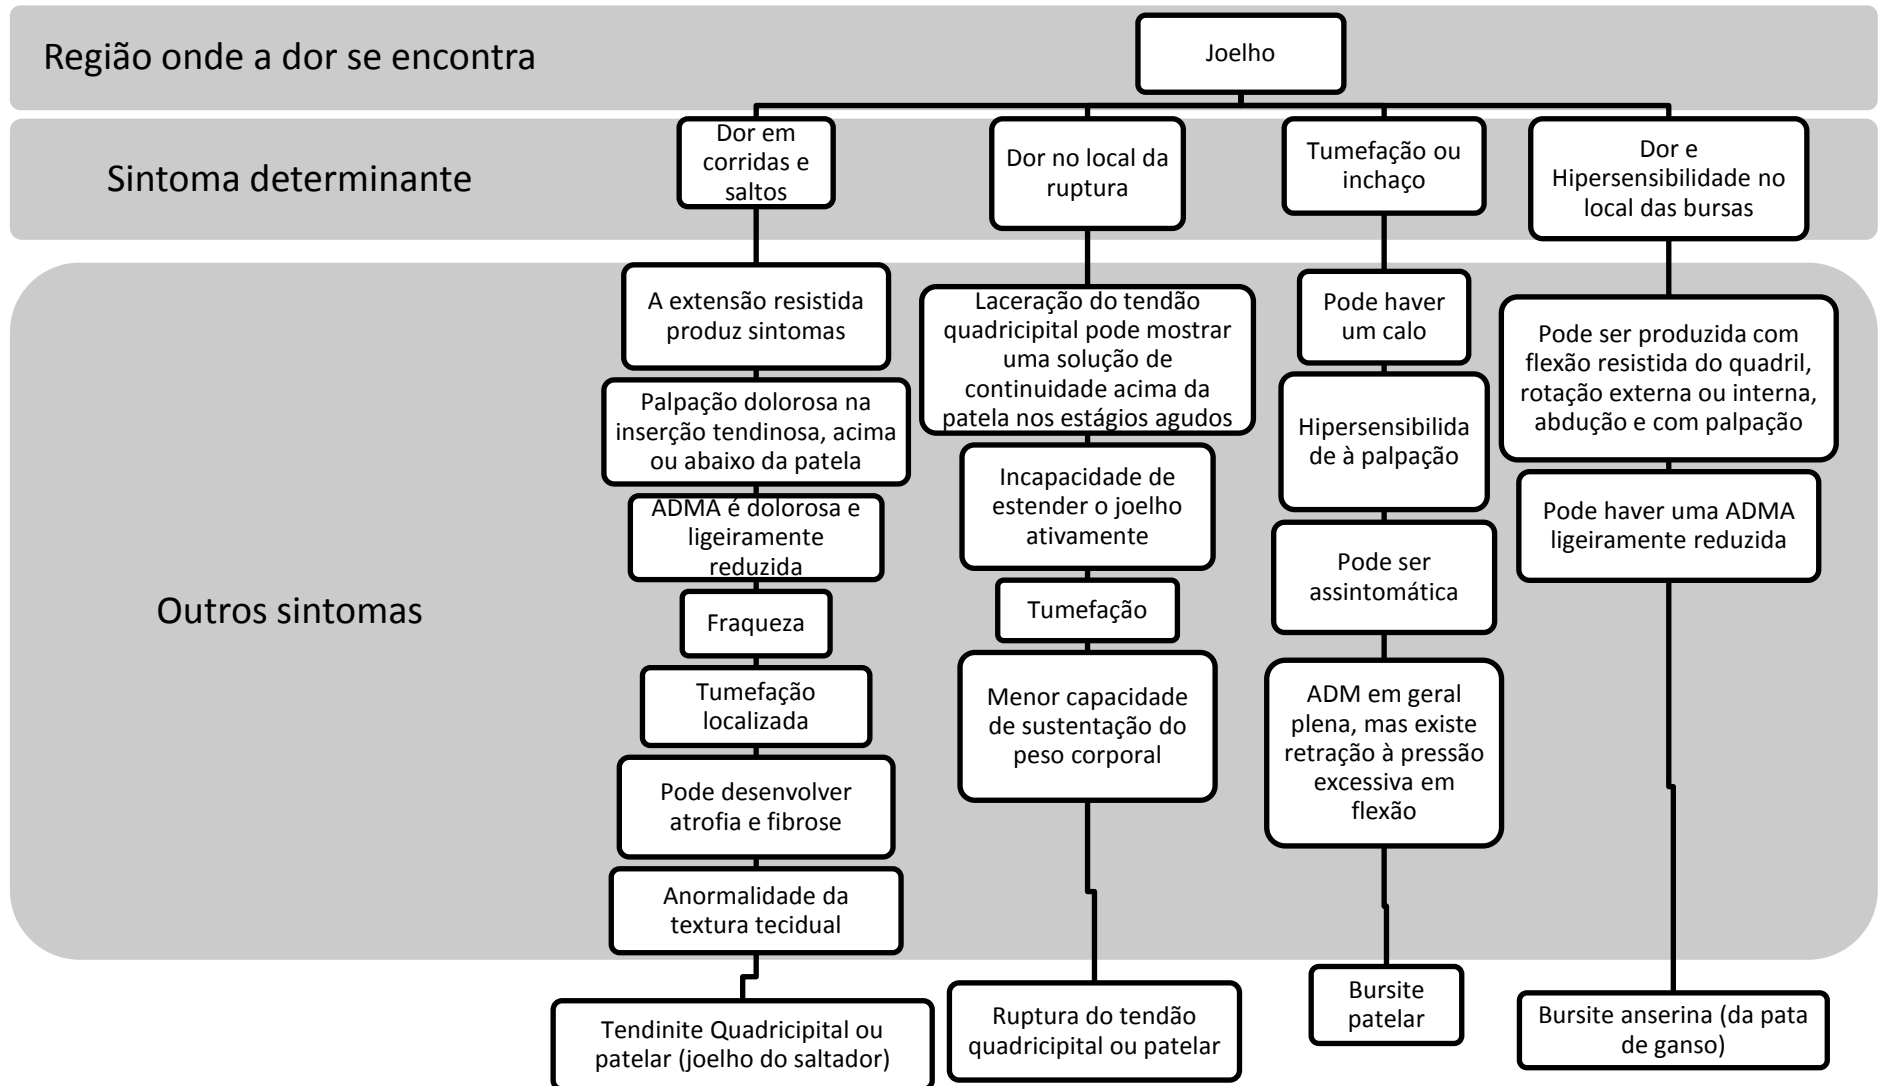 Região onde a dor se encontra
Joelho
Sintoma determinante
Dor em
corridas e
saltos
Dor no local da
ruptura
Tumefação ou
inchaço
Dor e
Hipersensibilidade no
local das bursas
Outros sintomas
A extensão resistida
produz sintomas
Palpação dolorosa na
inserção tendinosa, acima
ou abaixo da patela
ADMA é dolorosa e
ligeiramente
reduzida
Fraqueza
Tumefação
localizada
Pode desenvolver
atrofia e fibrose
Anormalidade da
textura tecidual
Tendinite Quadricipital ou
patelar (joelho do saltador)
Laceração do tendão
quadricipital pode mostrar
uma solução de
continuidade acima da
patela nos estágios agudos
Incapacidade de
estender o joelho
ativamente
Tumefação
Menor capacidade
de sustentação do
peso corporal
Ruptura do tendão
quadricipital ou patelar
Pode haver
um calo
Hipersensibilida
de à palpação
Pode ser
assintomática
ADM em geral
plena, mas existe
retração à pressão
excessiva em
flexão
Bursite
patelar
Pode ser produzida com
flexão resistida do quadril,
rotação externa ou interna,
abdução e com palpação
Pode haver uma ADMA
ligeiramente reduzida
Bursite anserina (da pata
de ganso)